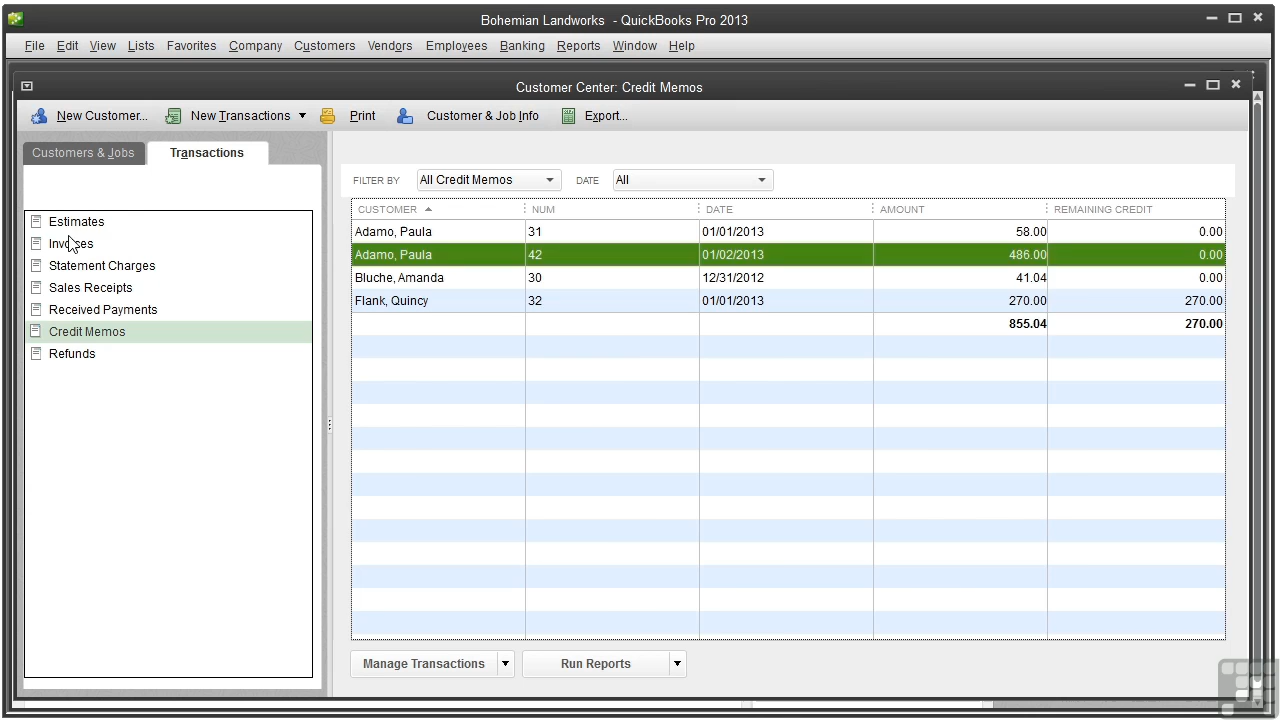 Bohemian Landworks - QuickBooks Pro 2013
File Edit View Lists Favorites Company Customers Vendors Employees Banking Reports Window Help
Customer Center: Credit Memos
New Customer... New Transactions Print Customer & Job Info Export...
Customers & Jobs Transactions
FILTER BY All Credit Memos DATE All
CUSTOMER NUM DATE AMOUNT REMAINING CREDIT
Estimates
Invoices
Statement Charges
Sales Receipts
Received Payments
Credit Memos
Refunds
Adamo, Paula 31 01/01/2013 58.00 0.00
Adamo, Paula 42 01/02/2013 486.00 0.00
Bluche, Amanda 30 12/31/2012 41.04 0.00
Flank, Quincy 32 01/01/2013 270.00 270.00
855.04 270.00
Manage Transactions Run Reports